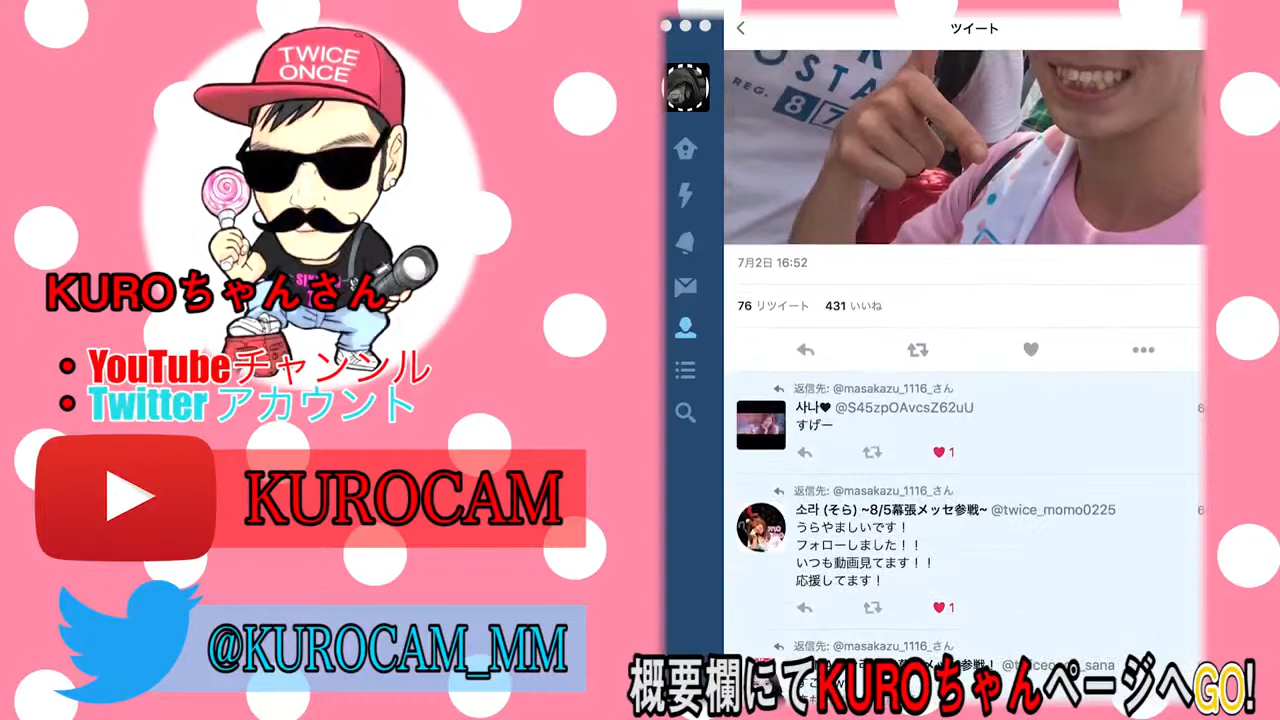 TWICE
ONCE
KUROちゃんさん
• YouTubeチャンンル
• Twitter アカウント
KUROCAM
@KUROCAM_MM
ツイート
OSTA
REG. 87
7月2日 16:52
76 リツイート 431 いいね
返信先: @masakazu_1116_さん
사나♥ @S45zpOAvcsZ62uU
すげー
1
返信先: @masakazu_1116_さん
소라 (そら) ~8/5幕張メッセ参戦~ @twice_momo0225
うらやましいです！
フォローしました！！
いつも動画見てます！！
応援してます！
1
返信先: @masakazu_1116_さん
概要欄にてKUROちゃんページへGO!